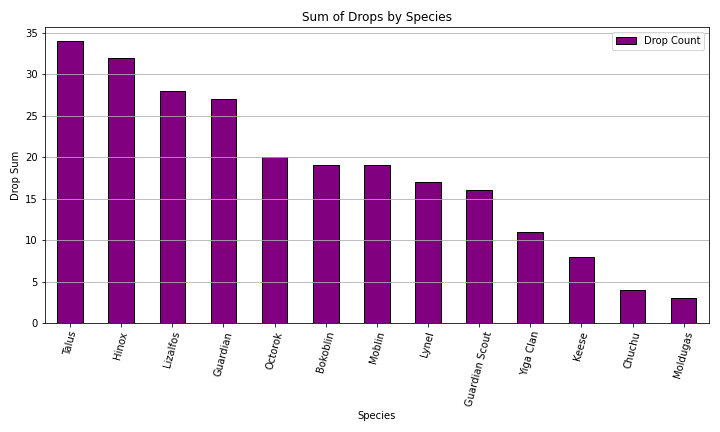 Sum of Drops by Species
Drop Count
Drop Sum
35
30
25
20
15
10
5
0
Talus
Hinox
Lizalfos
Guardian
Octorok
Bokoblin
Moblin
Lynel
Guardian Scout
Yiga Clan
Keese
Chuchu
Moldugas
Species